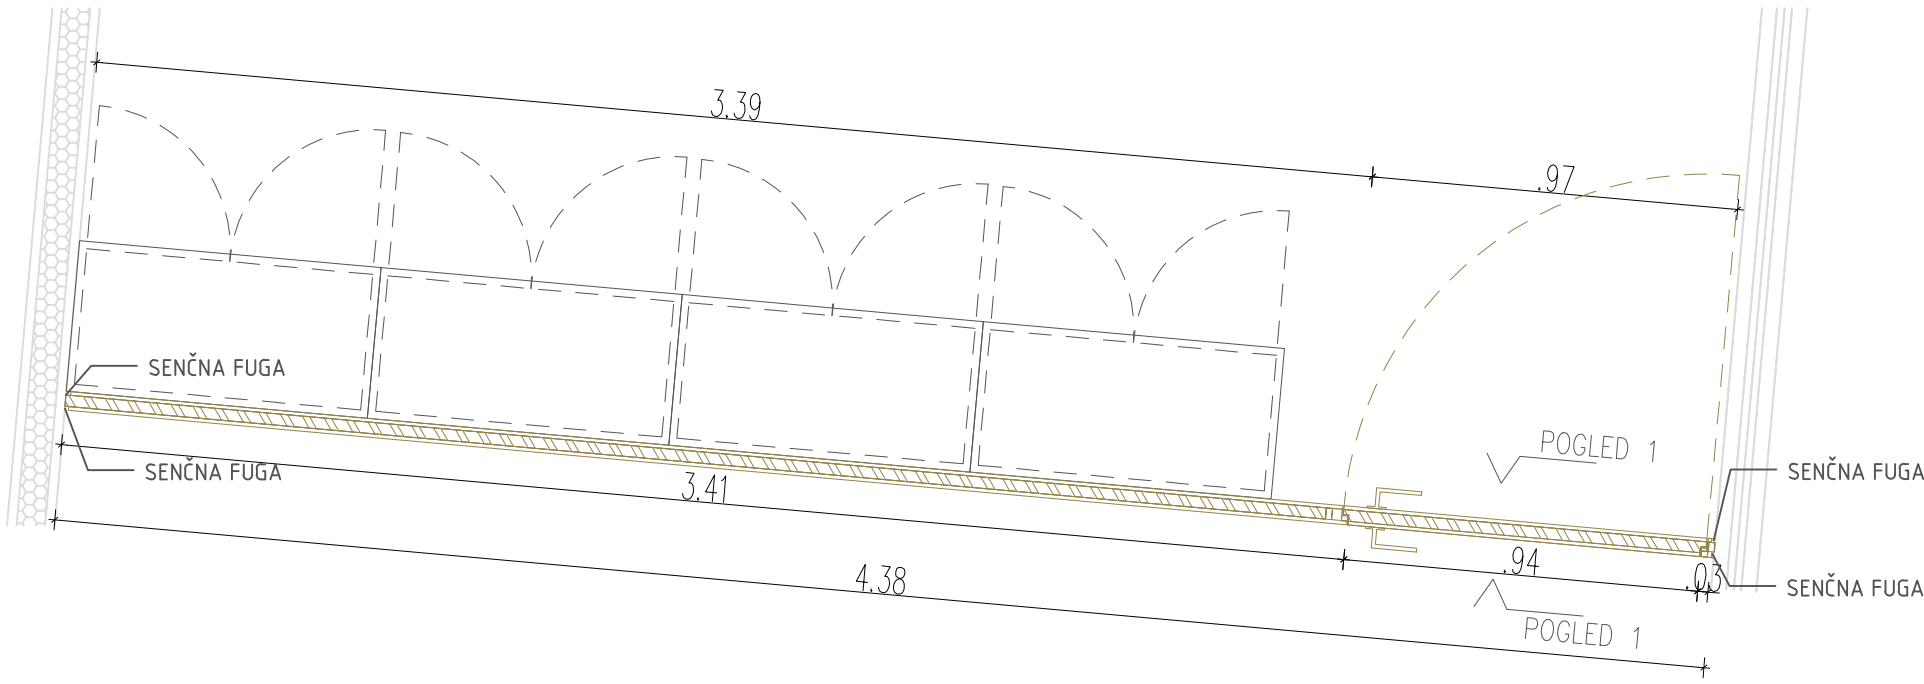 3.39
.97
SENČNA FUGA
POGLED 1
SENČNA FUGA
SENČNA FUGA
3.41
.94
.03
4.38
SENČNA FUGA
POGLED 1